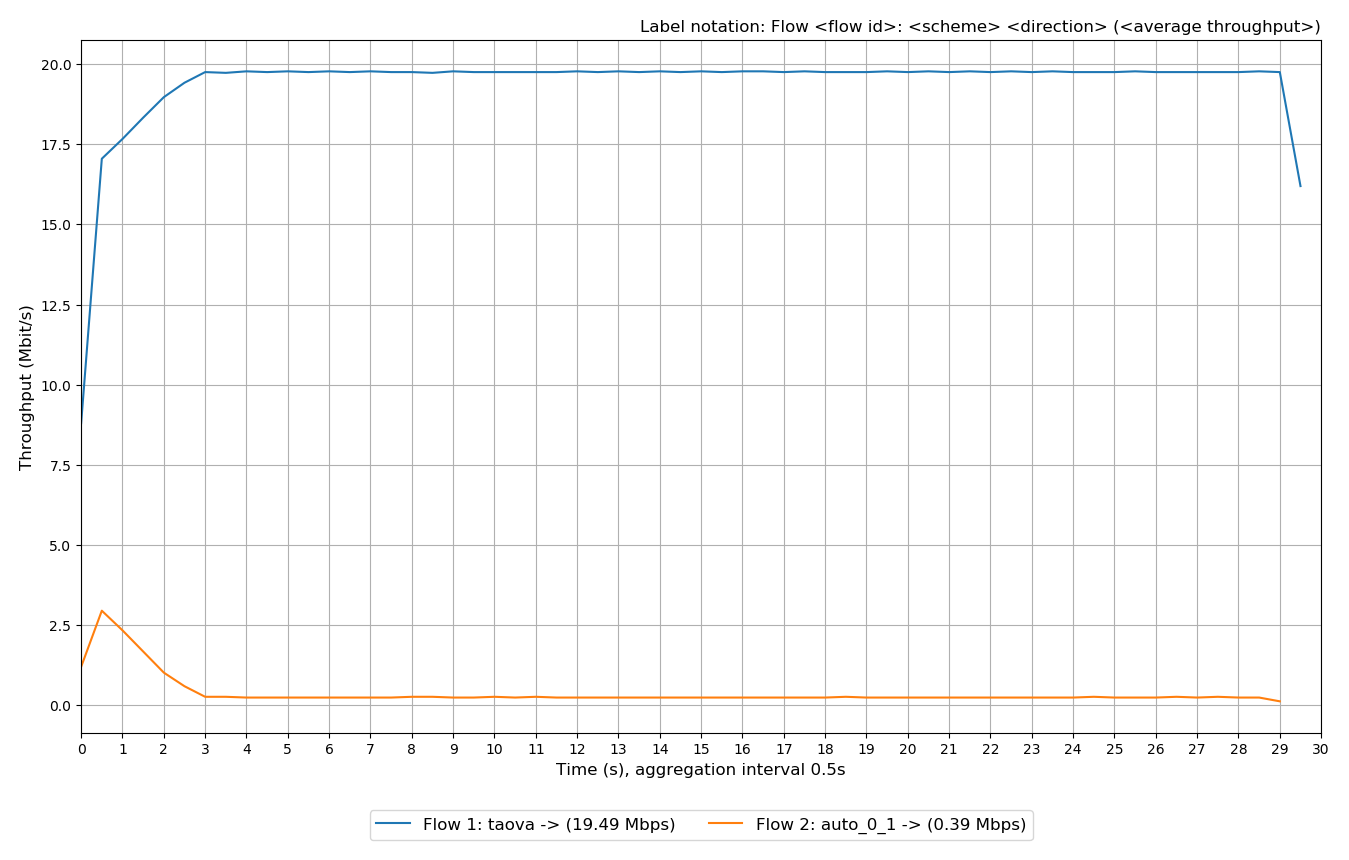 Label notation: Flow <flow id>: <scheme> <direction> (<average throughput>)
20.0
17.5
15.0
12.5
10.0
7.5
5.0
2.5
0.0
Throughput (Mbit/s)
0 1 2 3 4 5 6 7 8 9 10 11 12 13 14 15 16 17 18 19 20 21 22 23 24 25 26 27 28 29 30
Time (s), aggregation interval 0.5s
Flow 1: taova -> (19.49 Mbps) Flow 2: auto_0_1 -> (0.39 Mbps)